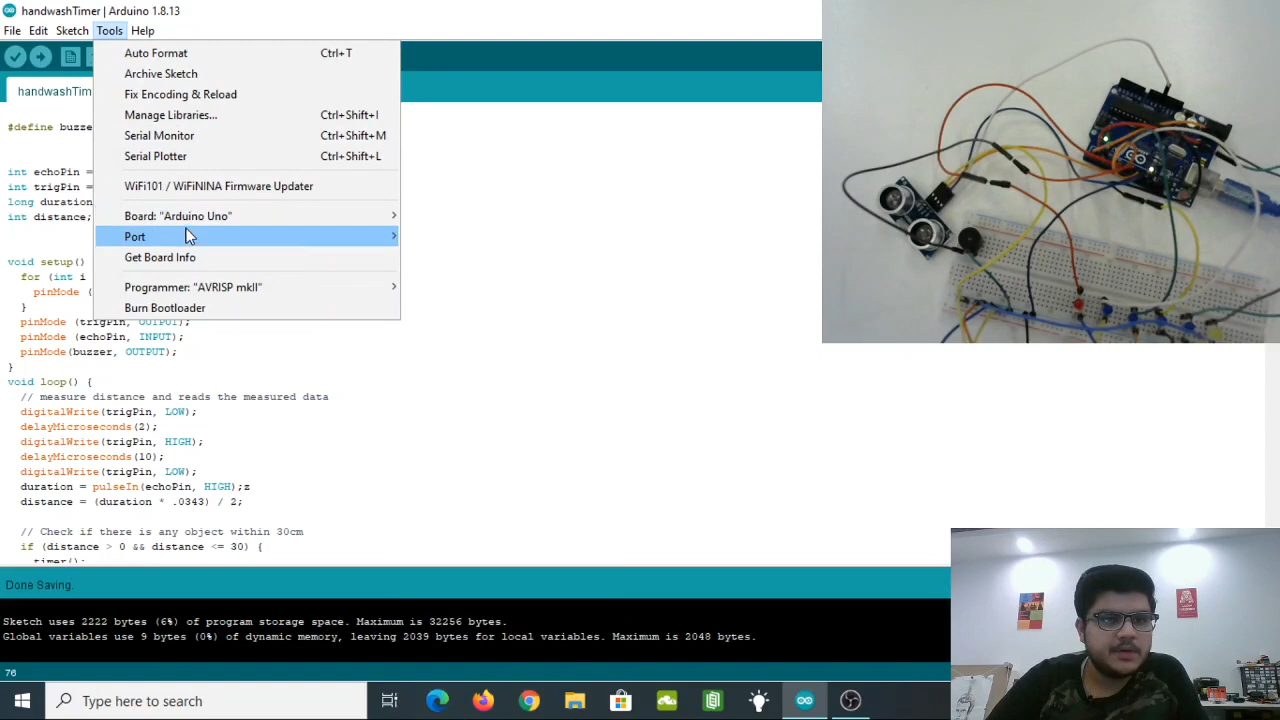 handwashTimer | Arduino 1.8.13
File Edit Sketch Tools Help
handwashTim
Auto Format Ctrl+T
Archive Sketch
Fix Encoding & Reload
Manage Libraries... Ctrl+Shift+I
Serial Monitor Ctrl+Shift+M
Serial Plotter Ctrl+Shift+L
WiFi101 / WiFiNINA Firmware Updater
Board: "Arduino Uno"
Port
Get Board Info
Programmer: "AVRISP mkII"
Burn Bootloader
#define buzze
int echoPin =
int trigPin =
long duration
int distance;
void setup()
for (int i
pinMode (
}
pinMode (trigPin, OUTPUT);
pinMode (echoPin, INPUT);
pinMode(buzzer, OUTPUT);
}
void loop() {
// measure distance and reads the measured data
digitalWrite(trigPin, LOW);
delayMicroseconds(2);
digitalWrite(trigPin, HIGH);
delayMicroseconds(10);
digitalWrite(trigPin, LOW);
duration = pulseIn(echoPin, HIGH);z
distance = (duration * .0343) / 2;
// Check if there is any object within 30cm
if (distance > 0 && distance <= 30) {
timer();
Done Saving.
Sketch uses 2222 bytes (6%) of program storage space. Maximum is 32256 bytes.
Global variables use 9 bytes (0%) of dynamic memory, leaving 2039 bytes for local variables. Maximum is 2048 bytes.
76
Type here to search